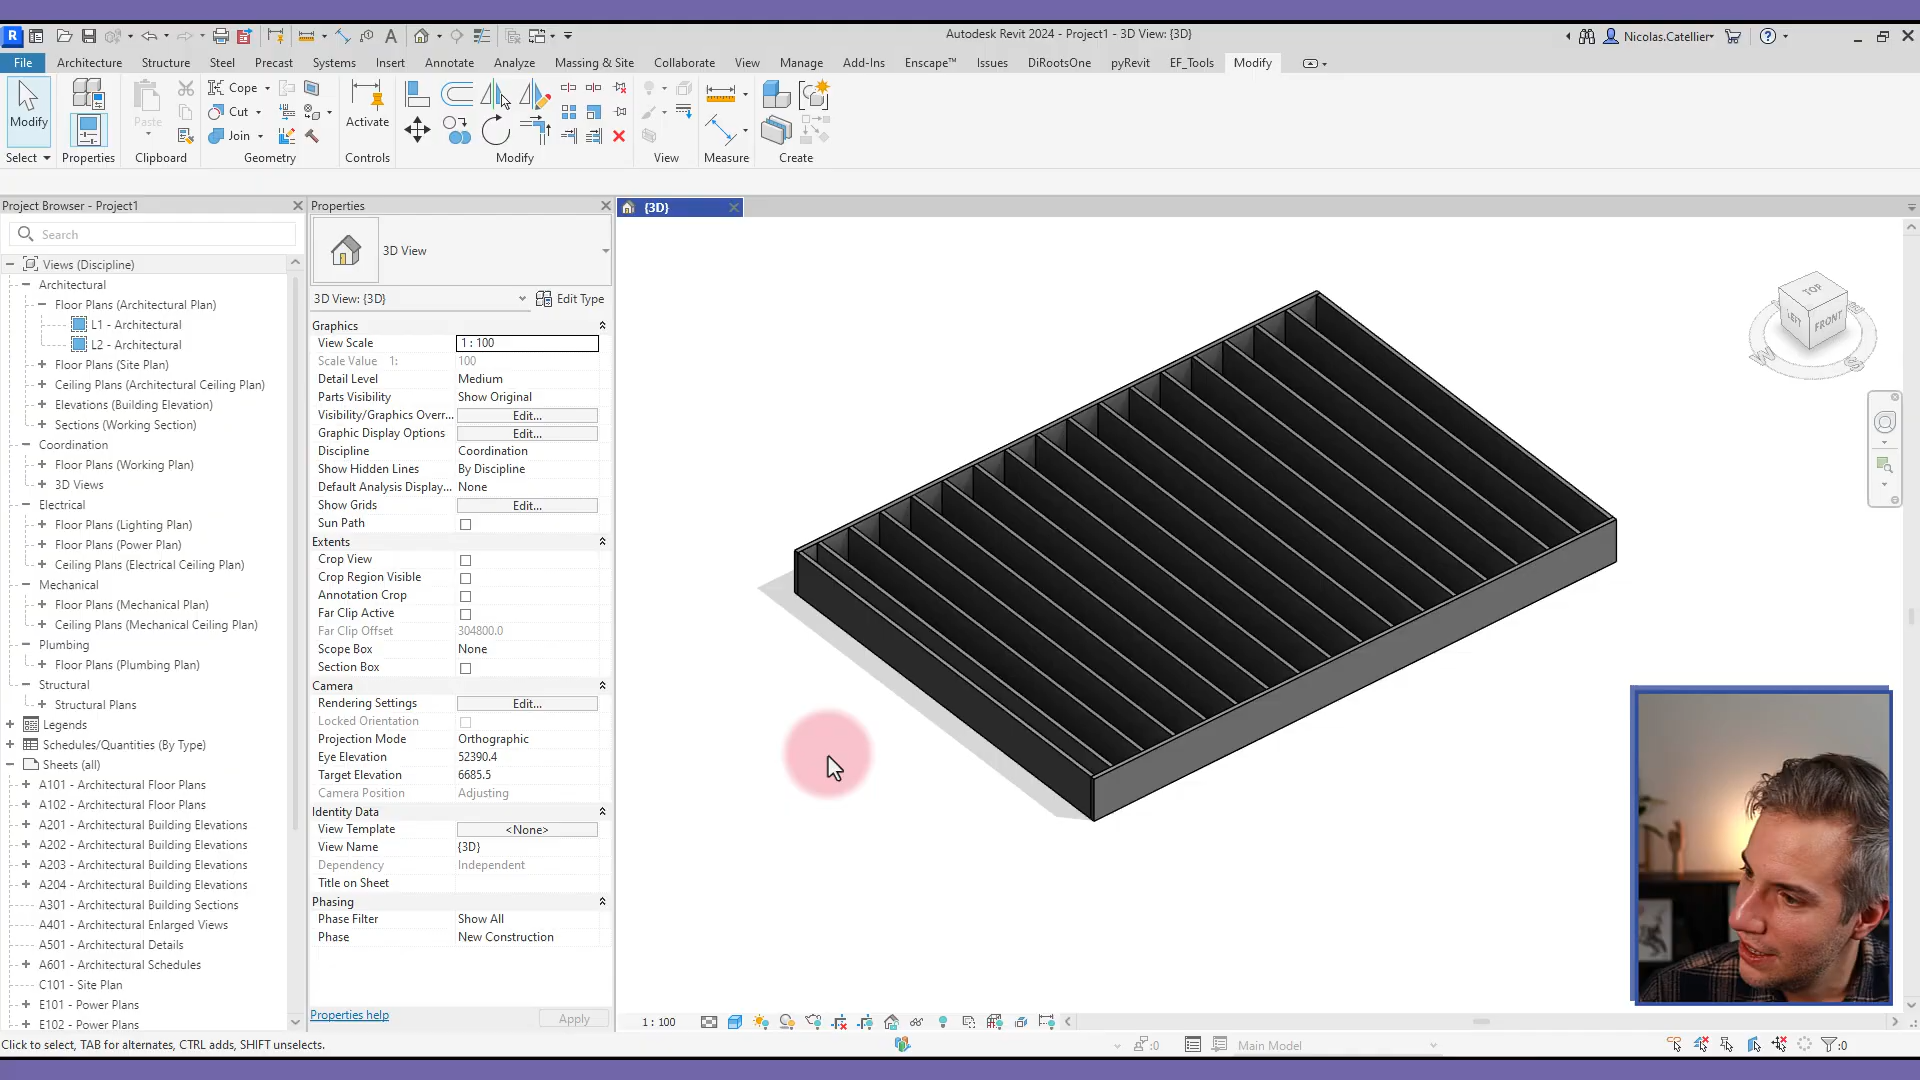 Autodesk Revit 2024 - Project1 - 3D View: {3D}
Nicolas.Catellier
File Architecture Structure Steel Precast Systems Insert Annotate Analyze Massing & Site Collaborate View Manage Add-Ins Enscape™ Issues DiRootsOne pyRevit EF_Tools Modify
Modify
Paste
Cope
Cut
Join
Activate
Select Properties Clipboard Geometry Controls Modify View Measure Create
Project Browser - Project1
Search
Views (Discipline)
Architectural
Floor Plans (Architectural Plan)
L1 - Architectural
L2 - Architectural
Floor Plans (Site Plan)
Ceiling Plans (Architectural Ceiling Plan)
Elevations (Building Elevation)
Sections (Working Section)
Coordination
Floor Plans (Working Plan)
3D Views
Electrical
Floor Plans (Lighting Plan)
Floor Plans (Power Plan)
Ceiling Plans (Electrical Ceiling Plan)
Mechanical
Floor Plans (Mechanical Plan)
Ceiling Plans (Mechanical Ceiling Plan)
Plumbing
Floor Plans (Plumbing Plan)
Structural
Structural Plans
Legends
Schedules/Quantities (By Type)
Sheets (all)
A101 - Architectural Floor Plans
A102 - Architectural Floor Plans
A201 - Architectural Building Elevations
A202 - Architectural Building Elevations
A203 - Architectural Building Elevations
A204 - Architectural Building Elevations
A301 - Architectural Building Sections
A401 - Architectural Enlarged Views
A501 - Architectural Details
A601 - Architectural Schedules
C101 - Site Plan
E101 - Power Plans
E102 - Power Plans
Properties
3D View
3D View: {3D} Edit Type
Graphics
View Scale 1 : 100
Scale Value 1: 100
Detail Level Medium
Parts Visibility Show Original
Visibility/Graphics Overr... Edit...
Graphic Display Options Edit...
Discipline Coordination
Show Hidden Lines By Discipline
Default Analysis Display... None
Show Grids Edit...
Sun Path
Extents
Crop View
Crop Region Visible
Annotation Crop
Far Clip Active
Far Clip Offset 304800.0
Scope Box None
Section Box
Camera
Rendering Settings Edit...
Locked Orientation
Projection Mode Orthographic
Eye Elevation 52390.4
Target Elevation 6685.5
Camera Position Adjusting
Identity Data
View Template <None>
View Name {3D}
Dependency Independent
Title on Sheet
Phasing
Phase Filter Show All
Phase New Construction
Properties help Apply
{3D}
TOP
LEFT
FRONT
W
S
1 : 100
Click to select, TAB for alternates, CTRL adds, SHIFT unselects.
:0
Main Model
:0